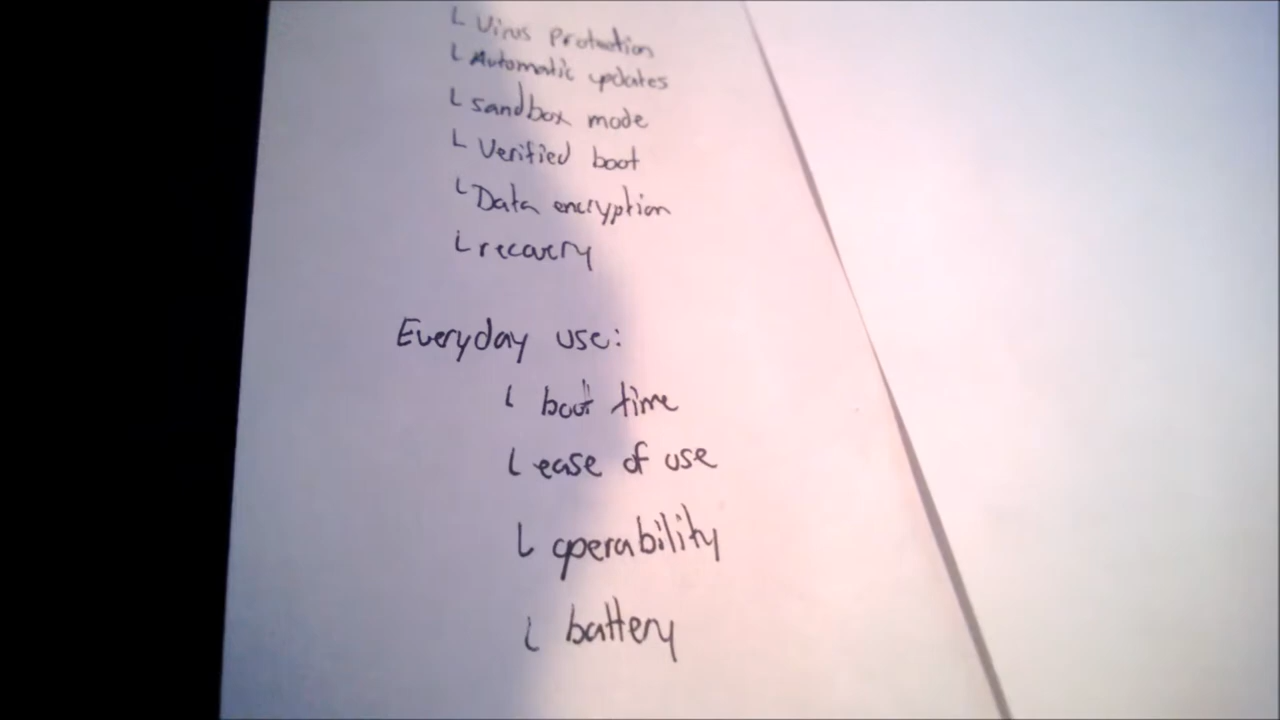 Virus Protection
Automatic updates
sandbox mode
Verified boot
Data encryption
recovery
Everyday use:
boot time
ease of use
operability
battery